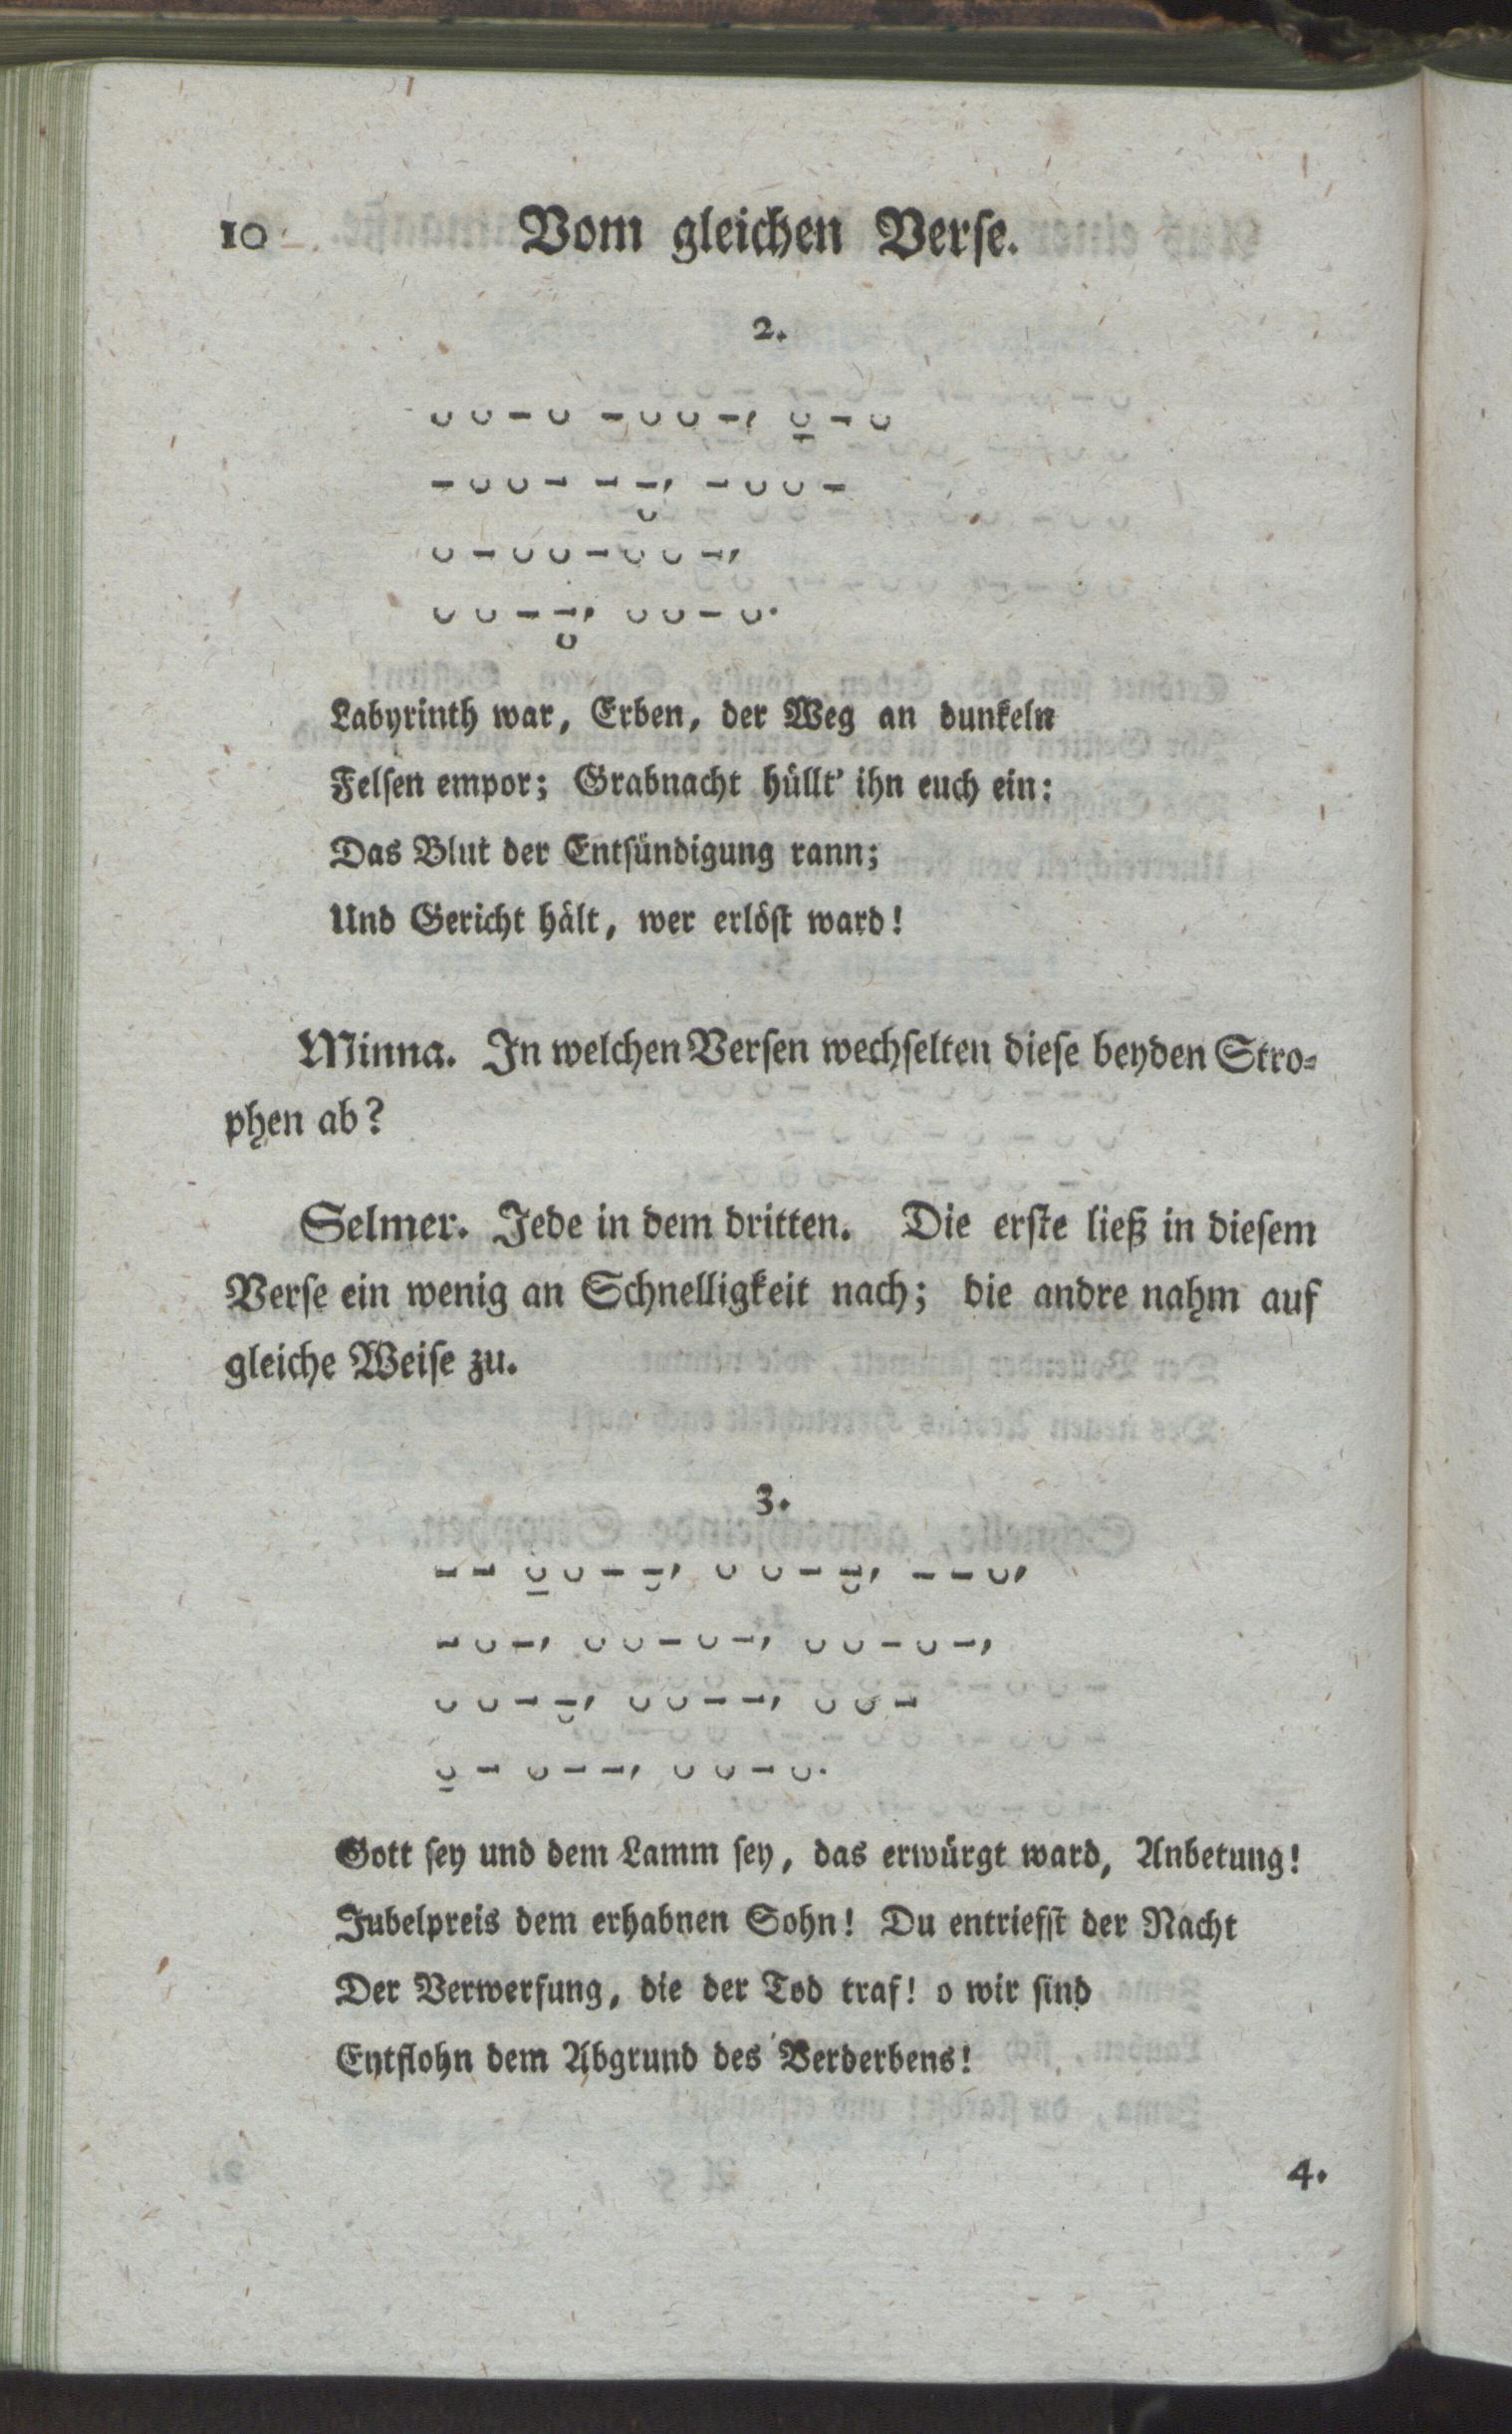 10 Vom gleichen Verſe.
2.
◡ ◡ – ◡ – ◡ ◡ –, ◡̱ – ◡
– ◡ ◡ – – –̮, – ◡ ◡ –
◡ – ◡ ◡ – ◡ ◡ –,
◡ ◡ – –̮, ◡ ◡ – ◡.
Labyrinth war, Erben, der Weg an dunkeln
Felſen empor; Grabnacht hüllt' ihn euch ein:
Das Blut der Entſündigung rann;
Und Gericht hält, wer erlöſt ward!
Minna. In welchen Verſen wechſelten dieſe beyden Stro⸗
phen ab?
Selmer. Jede in dem dritten. Die erſte ließ in dieſem
Verſe ein wenig an Schnelligkeit nach; die andre nahm auf
gleiche Weiſe zu.
3.
– – ◡̱ ◡ – –̮, ◡ ◡ – –̮, – – ◡,
– ◡ –, ◡ ◡ – ◡ –, ◡ ◡ – ◡ –,
◡ ◡ – –̮, ◡ ◡ – –, ◡ ◡ –
◡̱ – ◡ – –, ◡ ◡ – ◡.
Gott ſey und dem Lamm ſey, das erwürgt ward, Anbetung!
Jubelpreis dem erhabnen Sohn! Du entriefſt der Nacht
Der Verwerfung, die der Tod traf! o wir ſind
Entflohn dem Abgrund des Verderbens!
4.